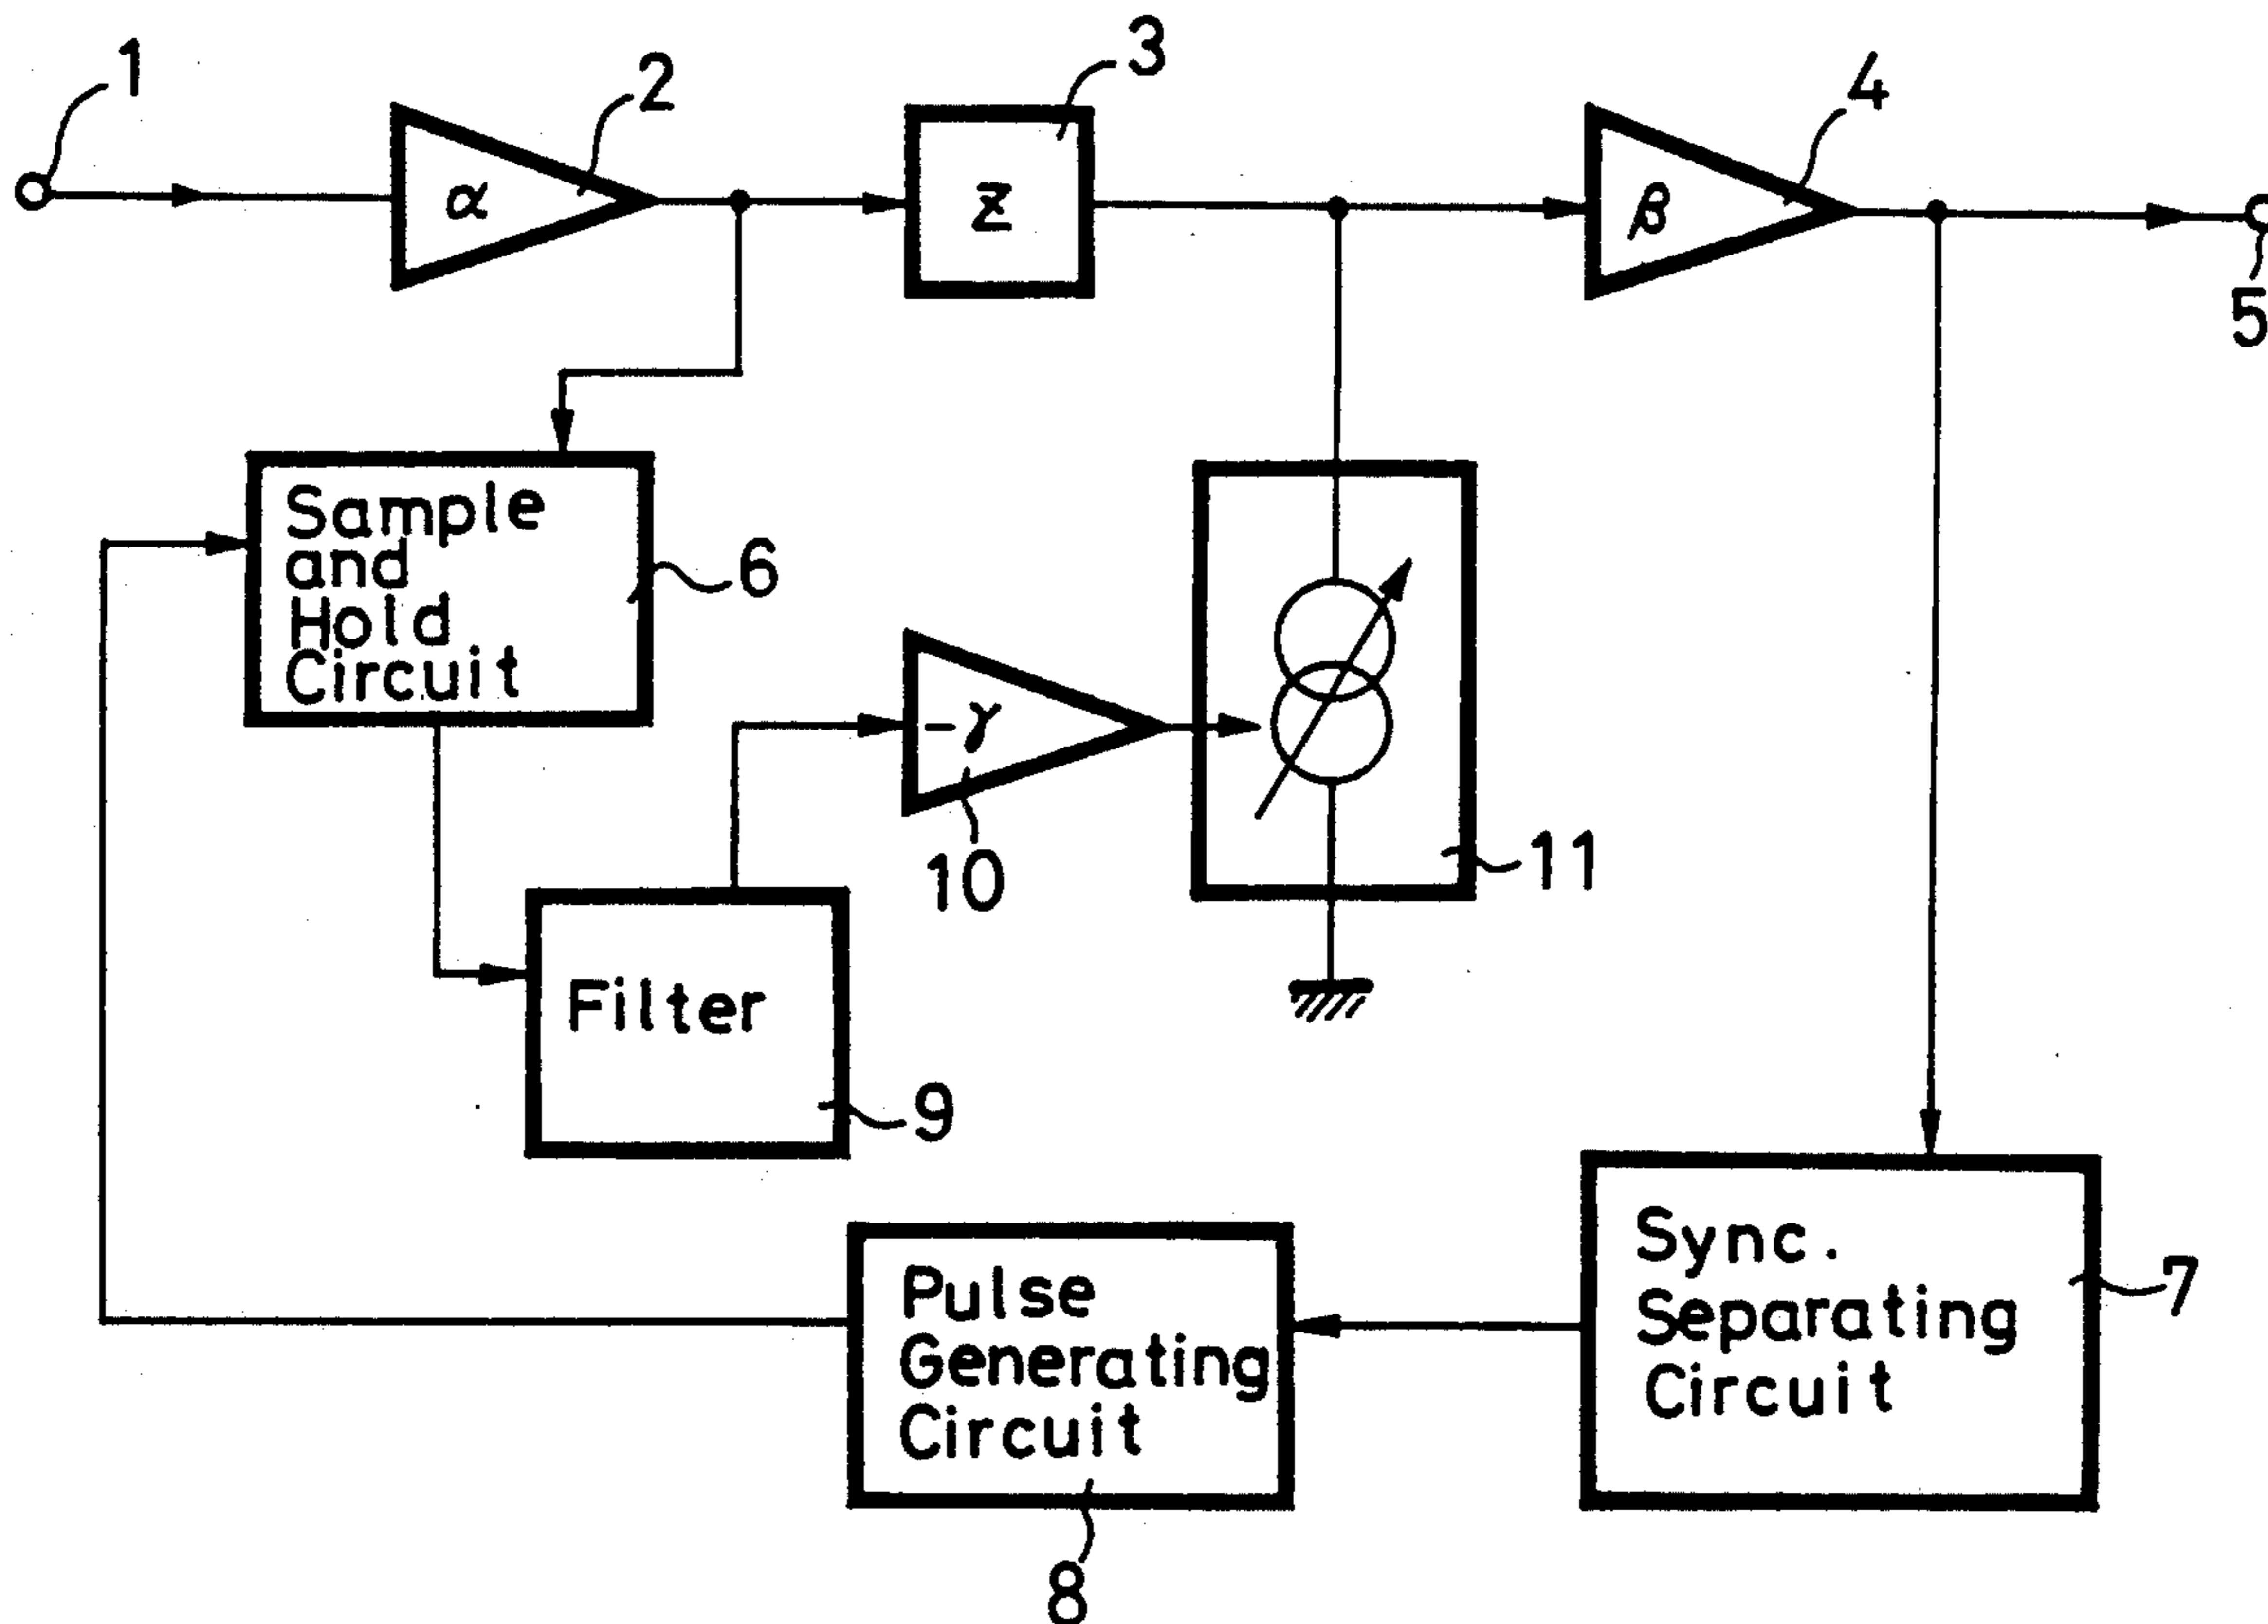 1
2
3
4
α
Z
β
5
Sample
and
Hold
Circuit
6
-γ
10
11
Filter
9
Sync.
Separating
Circuit
7
Pulse
Generating
Circuit
8